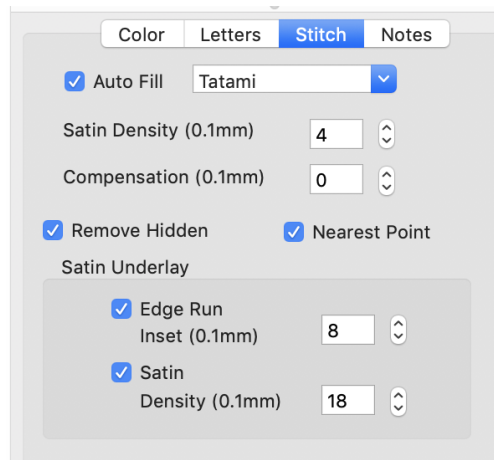 Color Letters Stitch Notes
Auto Fill Tatami
Satin Density (0.1mm) 4
Compensation (0.1mm) 0
Remove Hidden Nearest Point
Satin Underlay
Edge Run
Inset (0.1mm) 8
Satin
Density (0.1mm) 18